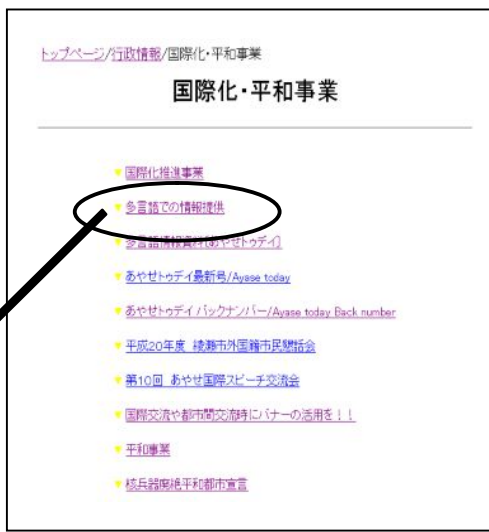 トップページ/行政情報/国際化・平和事業
国際化・平和事業
国際化推進事業
多言語での情報提供
多言語情報資料[あやせトゥデイ]
あやせトゥデイ最新号/Ayase today
あやせトゥデイ バックナンバー/Ayase today Back number
平成20年度 綾瀬市外国籍市民懇話会
第10回 あやせ国際スピーチ交流会
国際交流や都市間交流時にバナーの活用を！！
平和事業
核兵器廃絶平和都市宣言